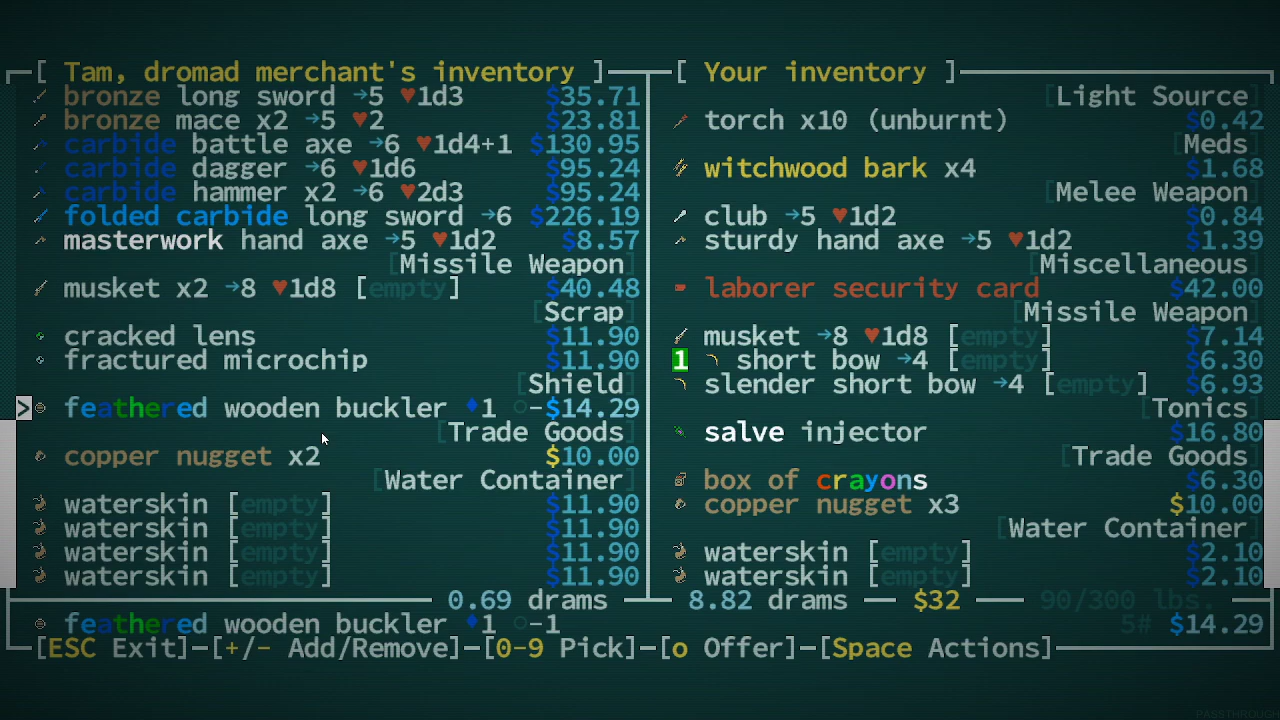 [ Tam, dromad merchant's inventory ]
bronze long sword →5 ♥1d3 $35.71
bronze mace x2 →5 ♥2 $23.81
carbide battle axe →6 ♥1d4+1 $130.95
carbide dagger →6 ♥1d6 $95.24
carbide hammer x2 →6 ♥2d3 $95.24
folded carbide long sword →6 $226.19
masterwork hand axe →5 ♥1d2 $8.57
[Missile Weapon]
musket x2 →8 ♥1d8 [empty] $40.48
[Scrap]
cracked lens $11.90
fractured microchip $11.90
[Shield]
> feathered wooden buckler ♦1 ○-$14.29
[Trade Goods]
copper nugget x2 $10.00
[Water Container]
waterskin [empty] $11.90
waterskin [empty] $11.90
waterskin [empty] $11.90
waterskin [empty] $11.90
0.69 drams
[ Your inventory ]
[Light Source]
torch x10 (unburnt) $0.42
[Meds]
witchwood bark x4 $1.68
[Melee Weapon]
club →5 ♥1d2 $0.84
sturdy hand axe →5 ♥1d2 $1.39
[Miscellaneous]
laborer security card $42.00
[Missile Weapon]
musket →8 ♥1d8 [empty] $7.14
1 short bow →4 [empty] $6.30
slender short bow →4 [empty] $6.93
[Tonics]
salve injector $16.80
[Trade Goods]
box of crayons $6.30
copper nugget x3 $10.00
[Water Container]
waterskin [empty] $2.10
waterskin [empty] $2.10
8.82 drams — $32 — 90/300 lbs.
feathered wooden buckler ♦1 ○-1 5# $14.29
[ESC Exit]—[+/- Add/Remove]—[0-9 Pick]—[o Offer]—[Space Actions]